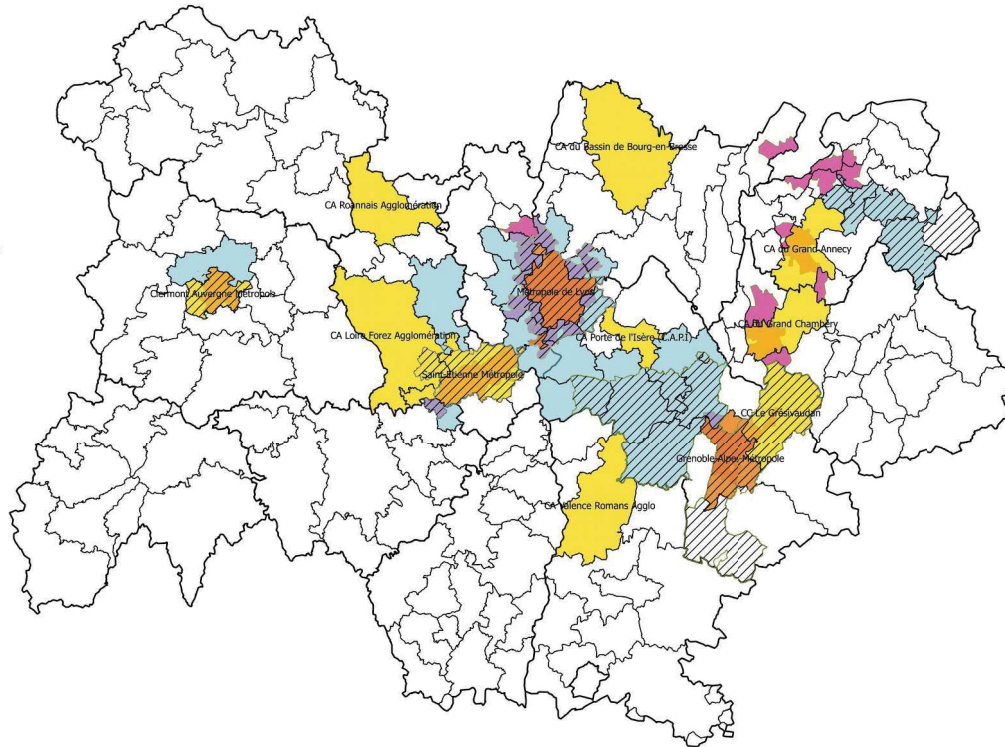 CA du Bassin de Bourg-en-Bresse
CA Roannais Agglomération
CA du Grand Annecy
Clermont Auvergne Métropole
Métropole de Lyon
CA du Grand Chambéry
CA Loire Forez Agglomération
CA Porte de l'Isère (C.A.P.I)
Saint-Etienne Métropole
CC Le Grésivaudan
Grenoble-Alpes-Métropole
CA Valence Romans Agglo